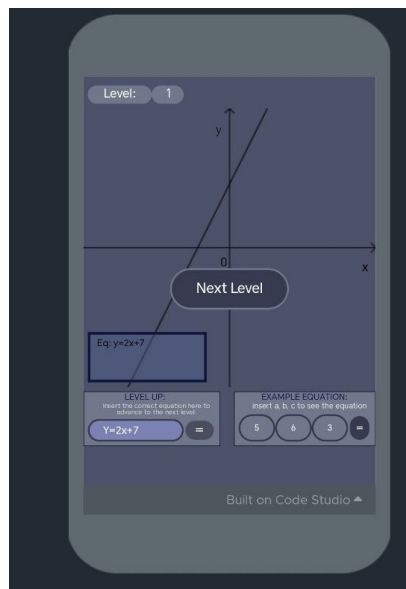 Level: 1
y
0
x
Next Level
Eq: y=2x+7
LEVEL UP:
Insert the correct equation here to
advance to the next level
Y=2x+7 =
EXAMPLE EQUATION:
Insert a, b, c to see the equation
5 6 3 =
Built on Code Studio